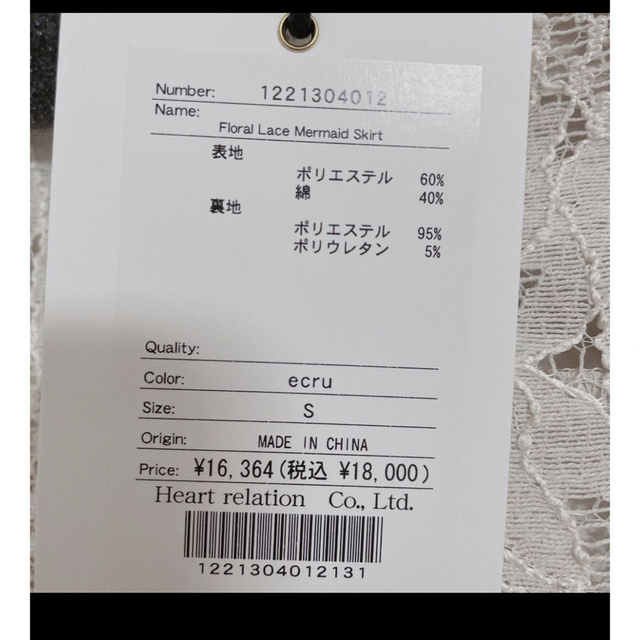 Number: 1221304012
Name:
Floral Lace Mermaid Skirt
表地
ポリエステル 60%
綿 40%
裏地
ポリエステル 95%
ポリウレタン 5%
Quality:
Color: ecru
Size: S
Origin: MADE IN CHINA
Price: ¥16,364(税込 ¥18,000)
Heart relation Co., Ltd.
1221304012131